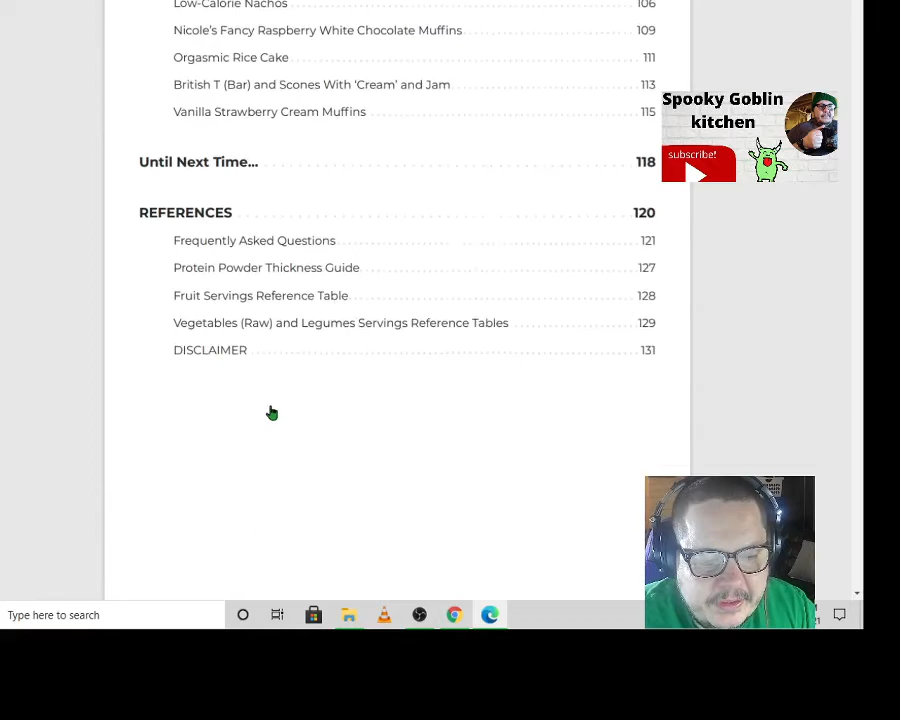 Low-Calorie Nachos 106
Nicole's Fancy Raspberry White Chocolate Muffins 109
Orgasmic Rice Cake 111
British T (Bar) and Scones With 'Cream' and Jam 113
Vanilla Strawberry Cream Muffins 115
Spooky Goblin
kitchen
subscribe!
Until Next Time... 118
REFERENCES 120
Frequently Asked Questions 121
Protein Powder Thickness Guide 127
Fruit Servings Reference Table 128
Vegetables (Raw) and Legumes Servings Reference Tables 129
DISCLAIMER 131
Type here to search